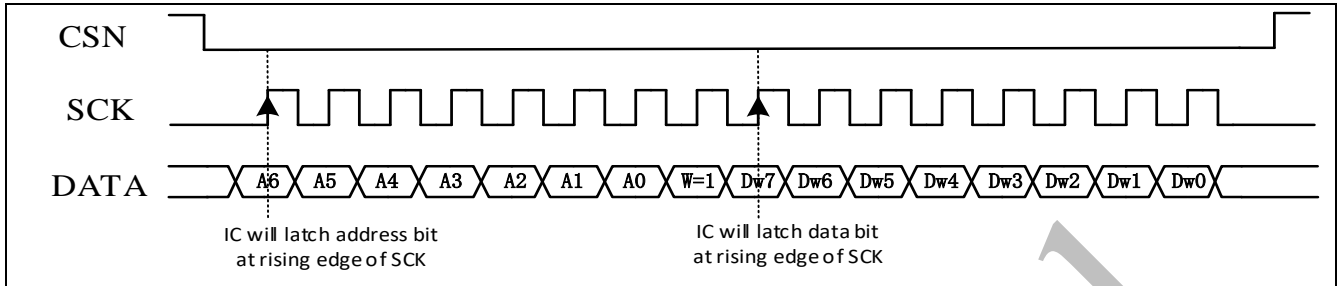 CSN
SCK
DATA A6 A5 A4 A3 A2 A1 A0 W=1 Dw7 Dw6 Dw5 Dw4 Dw3 Dw2 Dw1 Dw0
IC will latch address bit
at rising edge of SCK
IC will latch data bit
at rising edge of SCK